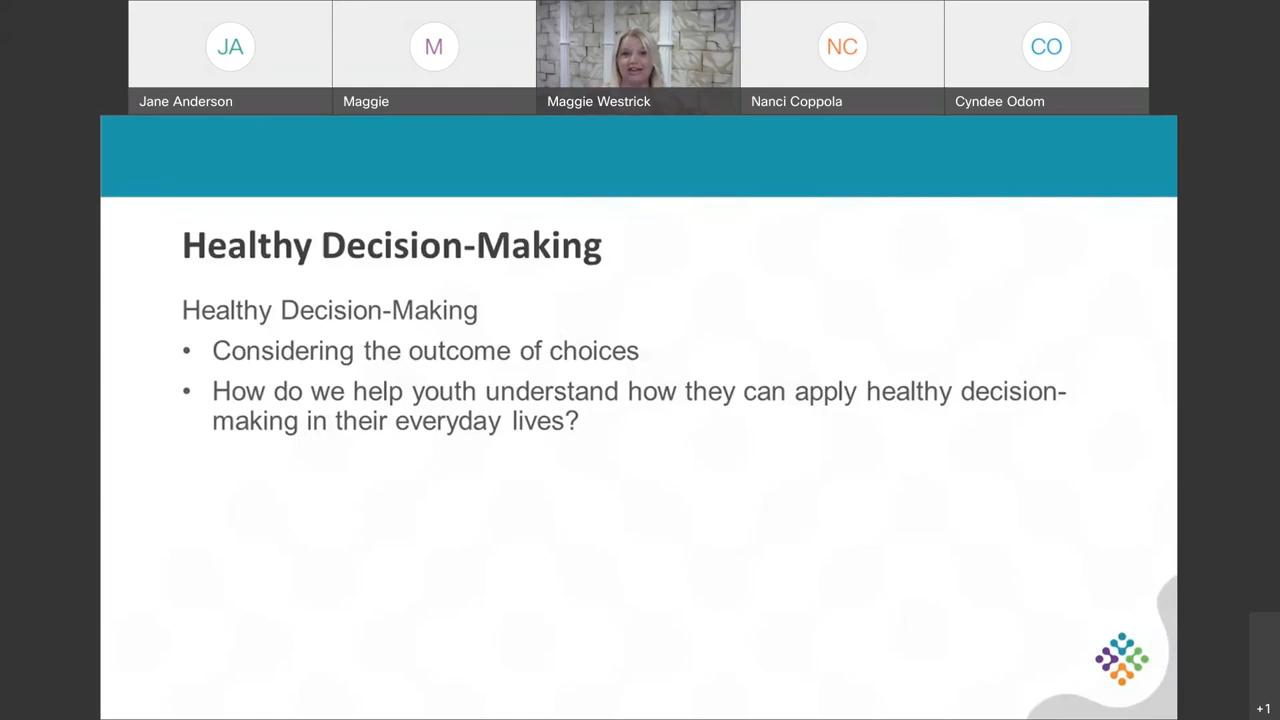 JA
M
NC
CO
Jane Anderson
Maggie
Maggie Westrick
Nanci Coppola
Cyndee Odom
Healthy Decision-Making
Healthy Decision-Making
• Considering the outcome of choices
• How do we help youth understand how they can apply healthy decision-
making in their everyday lives?
+1